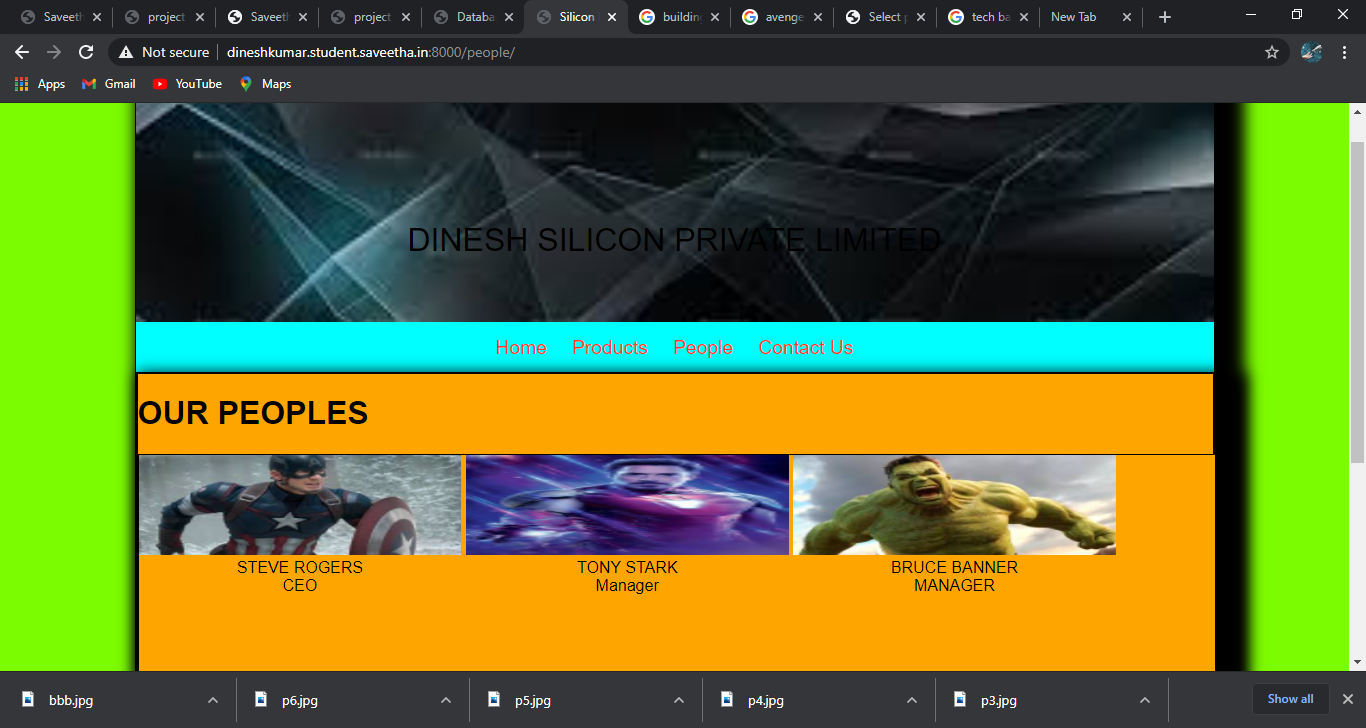 Saveeth
project
Saveeth
project
Databa
Silicon
building
avenge
Select p
tech ba
New Tab
Not secure
dineshkumar.student.saveetha.in:8000/people/
Apps
Gmail
YouTube
Maps
DINESH SILICON PRIVATE LIMITED
Home Products People Contact Us
OUR PEOPLES
STEVE ROGERS
CEO
TONY STARK
Manager
BRUCE BANNER
MANAGER
bbb.jpg
p6.jpg
p5.jpg
p4.jpg
p3.jpg
Show all